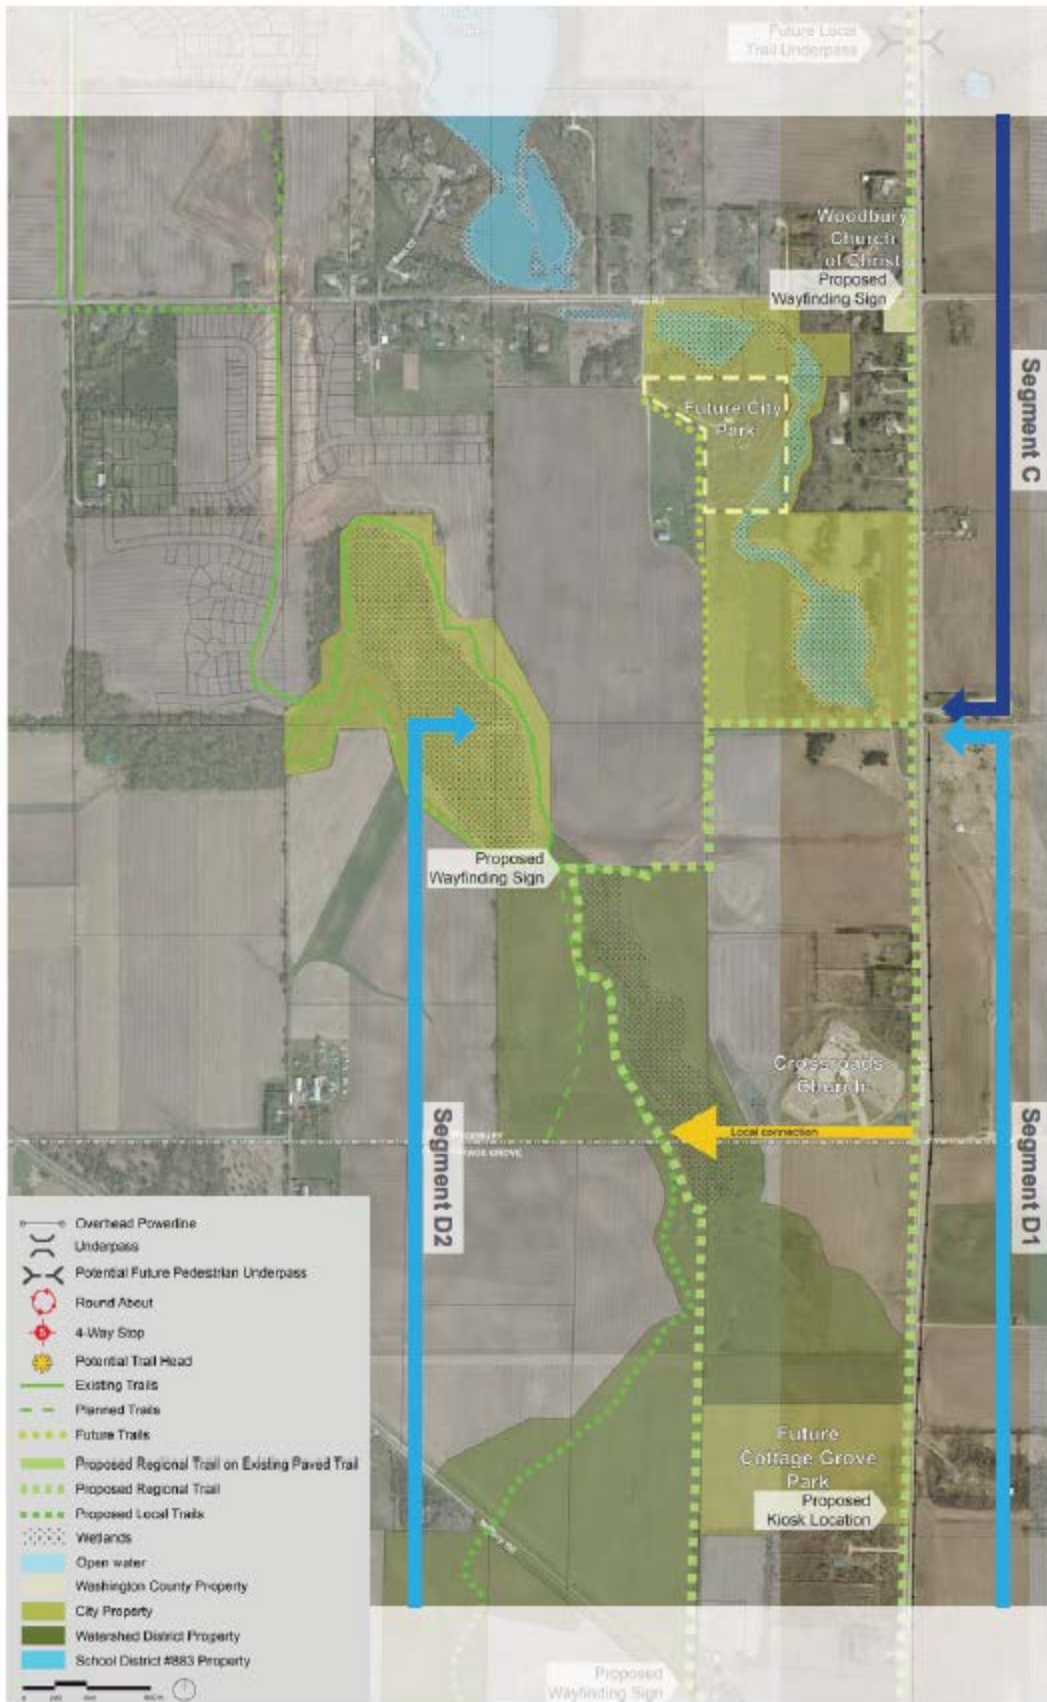 Future Local
Trail Underpass
Woodbury
Church
of Christ
Proposed
Wayfinding Sign
Segment C
Future City
Park
Proposed
Wayfinding Sign
Crossroads
Church
Local connection
Segment D2
Segment D1
Future
Cottage Grove
Park
Proposed
Kiosk Location
Proposed
Wayfinding Sign
Overhead Powerline
Underpass
Potential Future Pedestrian Underpass
Round About
4-Way Stop
Potential Trail Head
Existing Trails
Planned Trails
Future Trails
Proposed Regional Trail on Existing Paved Trail
Proposed Regional Trail
Proposed Local Trails
Wetlands
Open water
Washington County Property
City Property
Watershed District Property
School District #883 Property
0